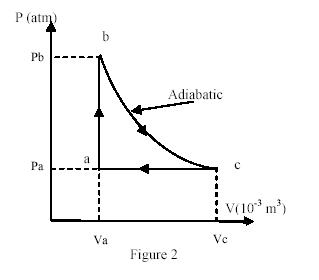 P (atm)
b
Pb
Adiabatic
a
c
Pa
V(10⁻³ m³)
Va
Vc
Figure 2